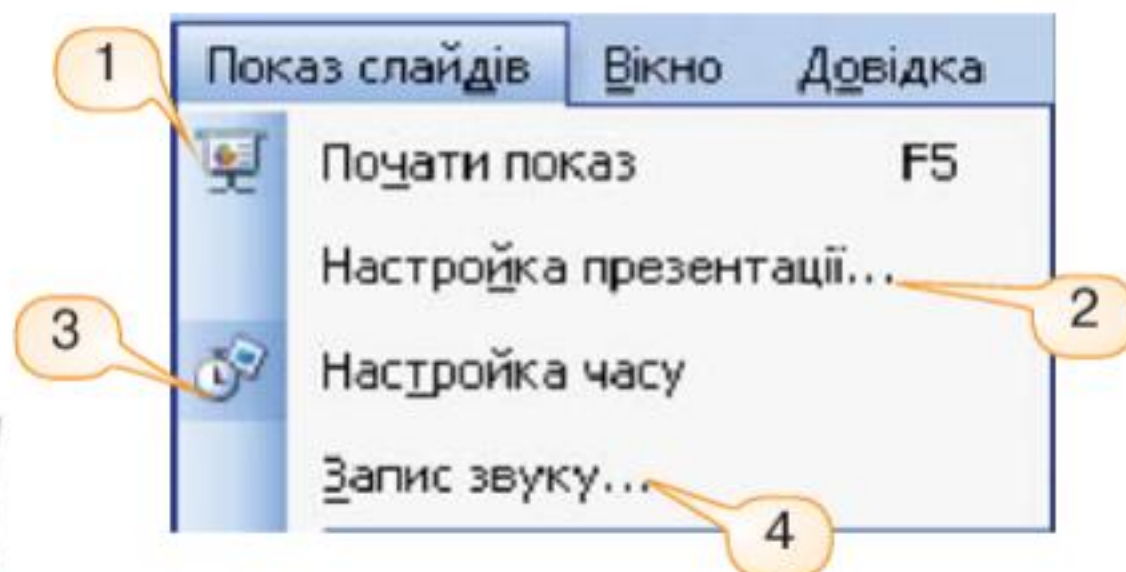 1
Показ слайдів Вікно Довідка
Почати показ F5
Настройка презентації...
2
3
Настройка часу
Запис звуку...
4